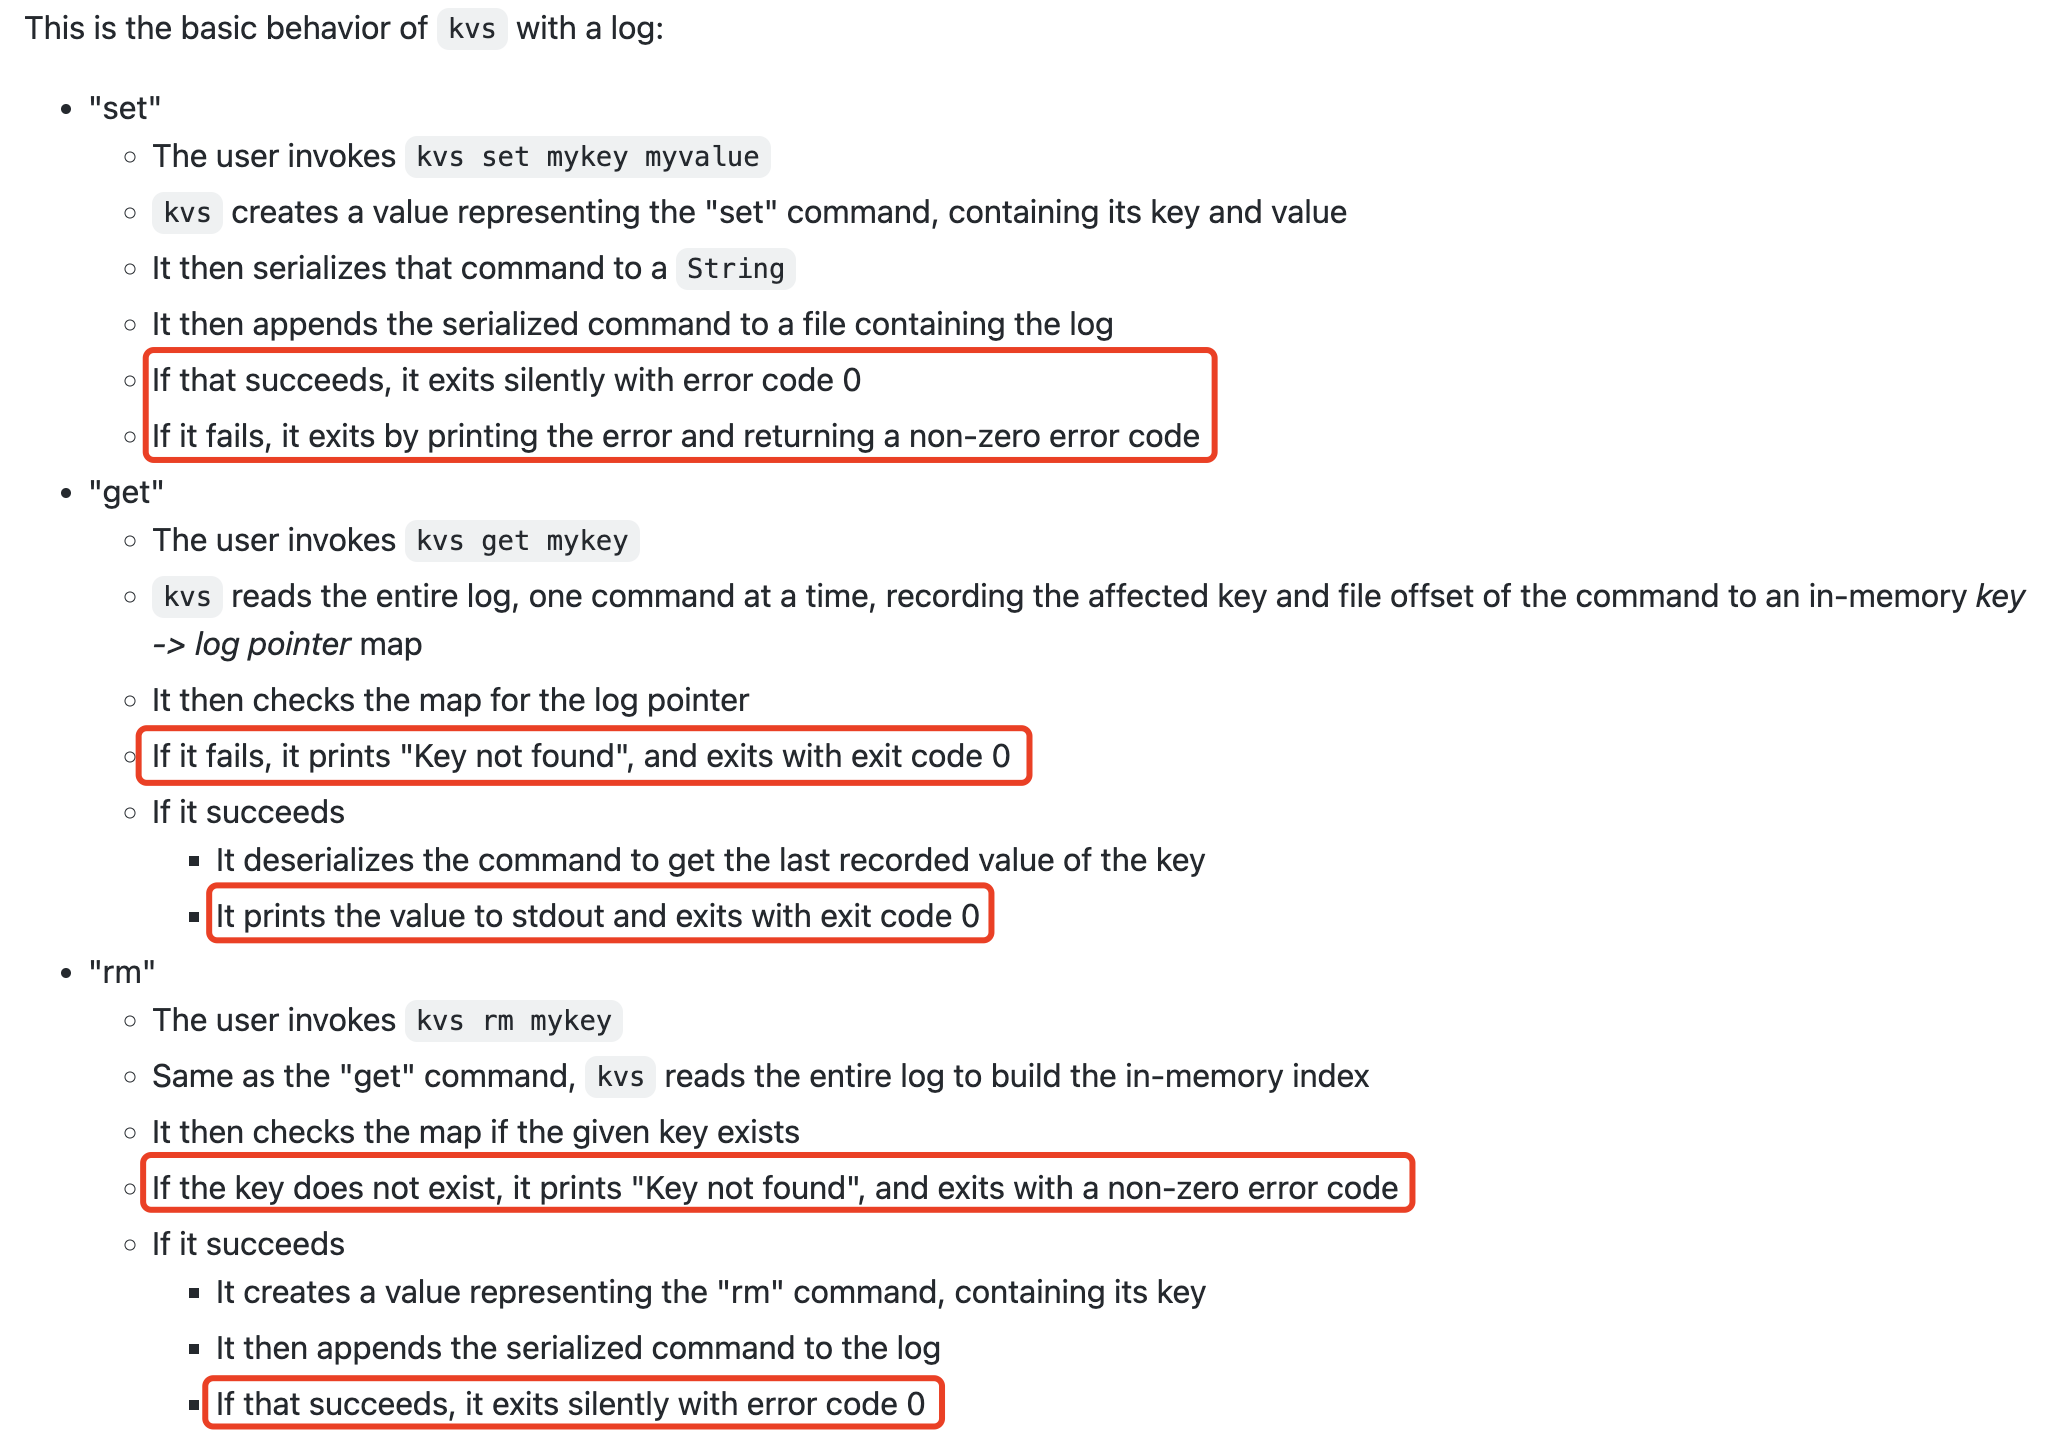 This is the basic behavior of kvs with a log:
"set"
The user invokes kvs set mykey myvalue
kvs creates a value representing the "set" command, containing its key and value
It then serializes that command to a String
It then appends the serialized command to a file containing the log
If that succeeds, it exits silently with error code 0
If it fails, it exits by printing the error and returning a non-zero error code
"get"
The user invokes kvs get mykey
kvs reads the entire log, one command at a time, recording the affected key and file offset of the command to an in-memory key
-> log pointer map
It then checks the map for the log pointer
If it fails, it prints "Key not found", and exits with exit code 0
If it succeeds
It deserializes the command to get the last recorded value of the key
It prints the value to stdout and exits with exit code 0
"rm"
The user invokes kvs rm mykey
Same as the "get" command, kvs reads the entire log to build the in-memory index
It then checks the map if the given key exists
If the key does not exist, it prints "Key not found", and exits with a non-zero error code
If it succeeds
It creates a value representing the "rm" command, containing its key
It then appends the serialized command to the log
If that succeeds, it exits silently with error code 0